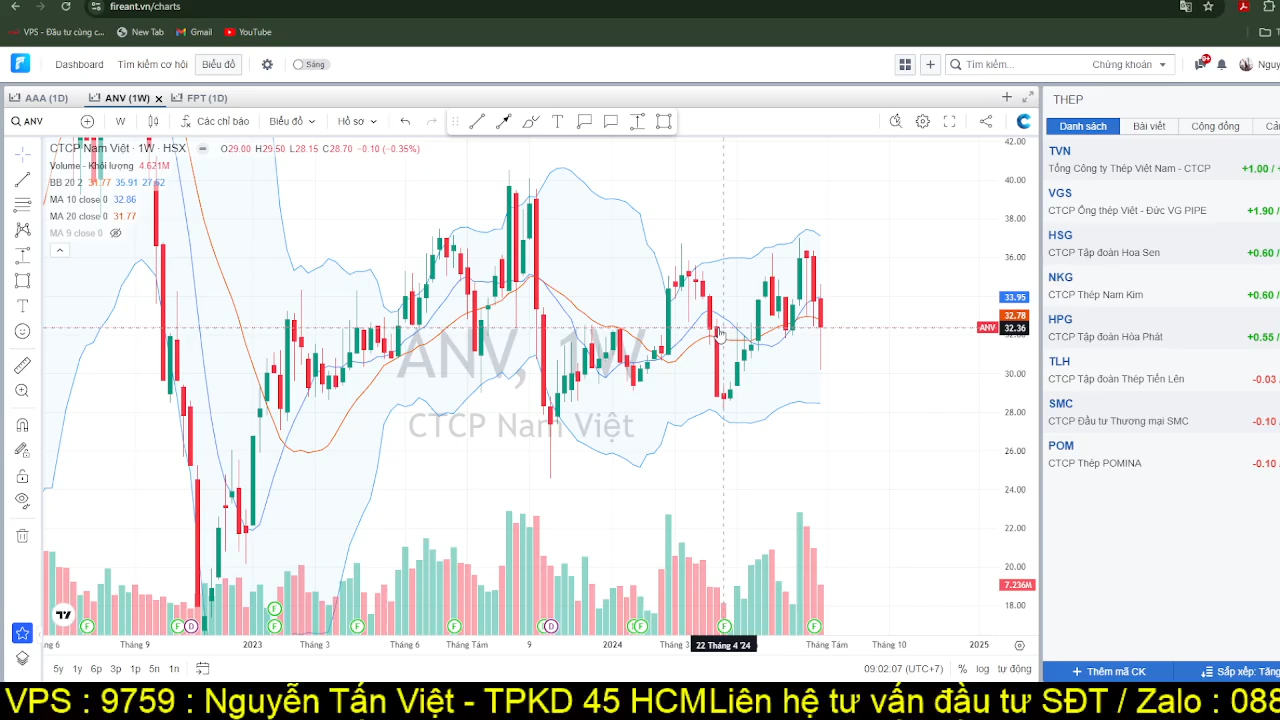 fireant.vn/charts
VPS - Đầu tư cùng c... New Tab Gmail YouTube
Dashboard Tìm kiếm cơ hội Biểu đồ Sáng Tìm kiếm... Chứng khoán 9+
AAA (1D) ANV (1W) FPT (1D)
ANV W Các chỉ báo Biểu đồ Hồ sơ
CTCP Nam Việt · 1W · HSX O29.00 H29.50 L28.15 C28.70 -0.10 (-0.35%)
Volume - Khối lượng 4.621M
BB 20 2 31.77 35.91 27.62
MA 10 close 0 32.86
MA 20 close 0 31.77
MA 9 close 0
ANV, 1W
CTCP Nam Việt
42.00
40.00
38.00
36.00
33.95
32.78
ANV 32.36
30.00
28.00
26.00
24.00
22.00
20.00
7.236M
18.00
F F D F F F F D F F F
Tháng 9 2023 Tháng 3 Tháng 6 Tháng Tám 9 2024 Tháng 3 22 Tháng 4 '24 Tháng Tám Tháng 10 2025
5y 1y 6p 3p 1p 5n 1n 09:02:07 (UTC+7) % log tự động
THEP
Danh sách Bài viết Cộng đồng
TVN
Tổng Công ty Thép Việt Nam - CTCP +1.00 /
VGS
CTCP Ống thép Việt - Đức VG PIPE +1.90 /
HSG
CTCP Tập đoàn Hoa Sen +0.60 /
NKG
CTCP Thép Nam Kim +0.60 /
HPG
CTCP Tập đoàn Hòa Phát +0.55 /
TLH
CTCP Tập đoàn Thép Tiến Lên -0.03
SMC
CTCP Đầu tư Thương mại SMC -0.10
POM
CTCP Thép POMINA -0.10
Thêm mã CK Sắp xếp: Tăng
VPS : 9759 : Nguyễn Tấn Việt - TPKD 45 HCMLiên hệ tư vấn đầu tư SĐT / Zalo : 088